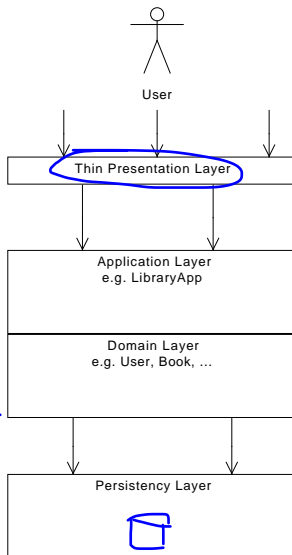 User
Thin Presentation Layer
Application Layer
e.g. LibraryApp
Domain Layer
e.g. User, Book, ...
Persistency Layer